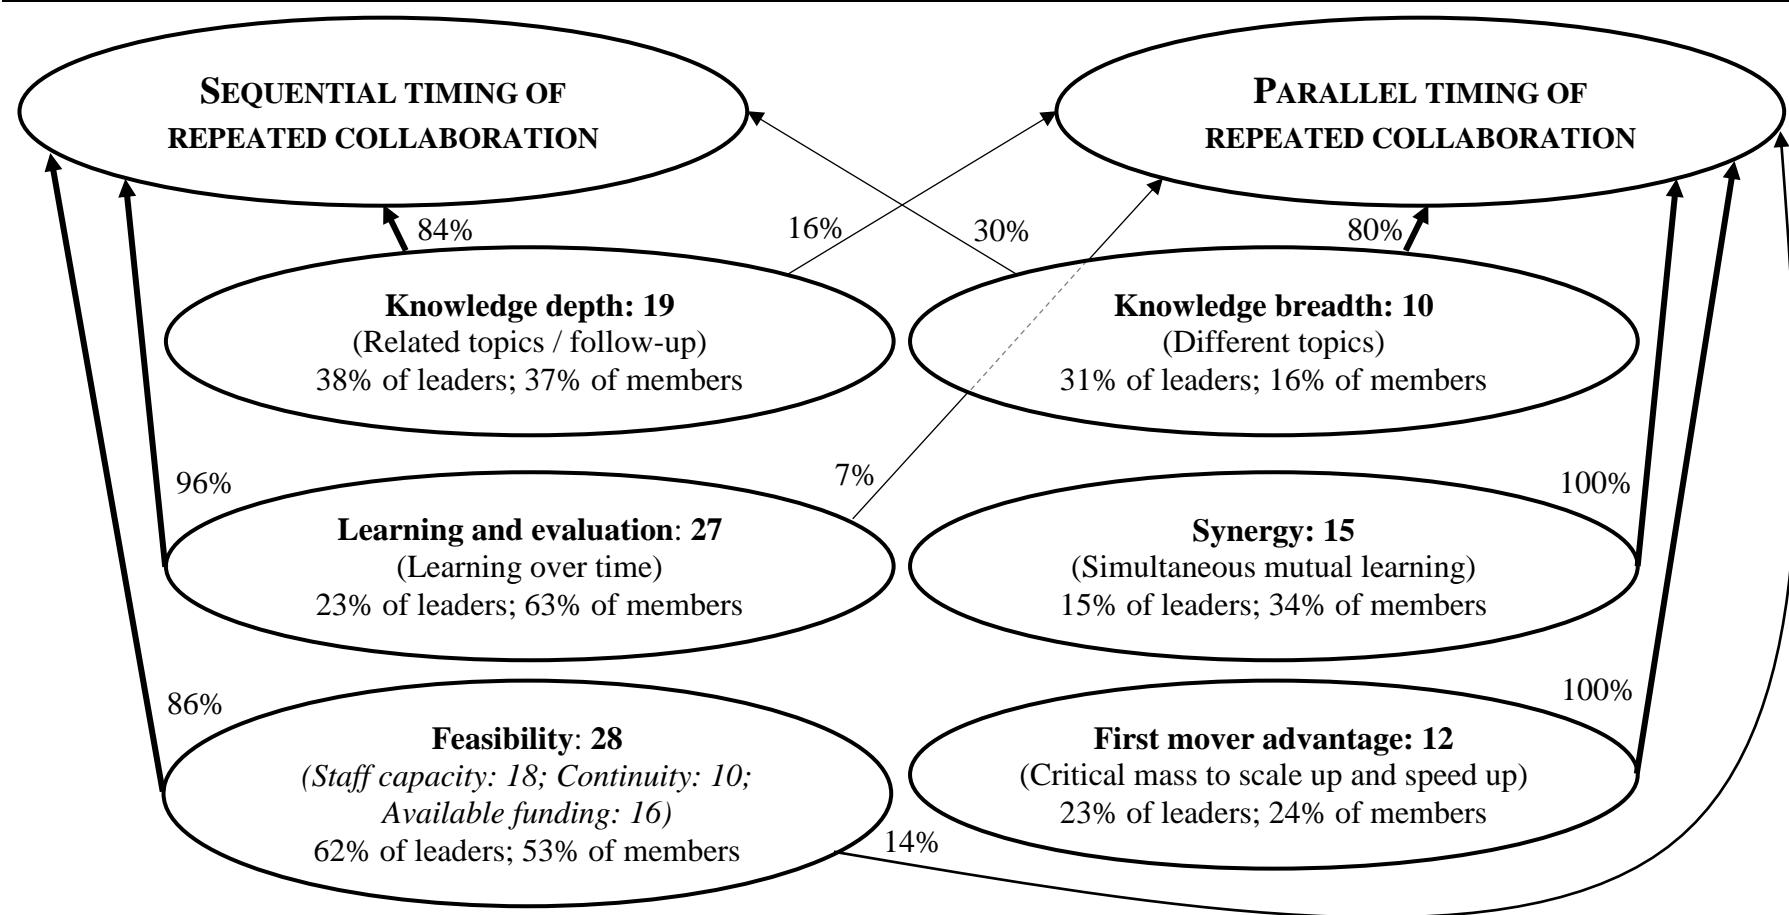 SEQUENTIAL TIMING OF
REPEATED COLLABORATION
PARALLEL TIMING OF
REPEATED COLLABORATION
84%
16%
30%
80%
Knowledge depth: 19
(Related topics / follow-up)
38% of leaders; 37% of members
Knowledge breadth: 10
(Different topics)
31% of leaders; 16% of members
96%
7%
100%
Learning and evaluation: 27
(Learning over time)
23% of leaders; 63% of members
Synergy: 15
(Simultaneous mutual learning)
15% of leaders; 34% of members
86%
100%
Feasibility: 28
(Staff capacity: 18; Continuity: 10;
Available funding: 16)
62% of leaders; 53% of members
First mover advantage: 12
(Critical mass to scale up and speed up)
23% of leaders; 24% of members
14%